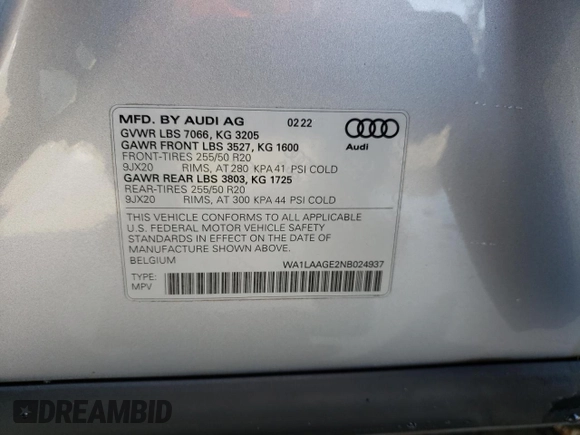 MFD. BY AUDI AG 0222
GVWR LBS 7066, KG 3205
GAWR FRONT LBS 3527, KG 1600
FRONT-TIRES 255/50 R20
9JX20 RIMS, AT 280 KPA 41 PSI COLD
GAWR REAR LBS 3803, KG 1725
REAR-TIRES 255/50 R20
9JX20 RIMS, AT 300 KPA 44 PSI COLD
Audi
THIS VEHICLE CONFORMS TO ALL APPLICABLE
U.S. FEDERAL MOTOR VEHICLE SAFETY
STANDARDS IN EFFECT ON THE DATE OF
MANUFACTURE SHOWN ABOVE.
BELGIUM WA1LAAGE2NB024937
TYPE:
MPV
DREAMBID